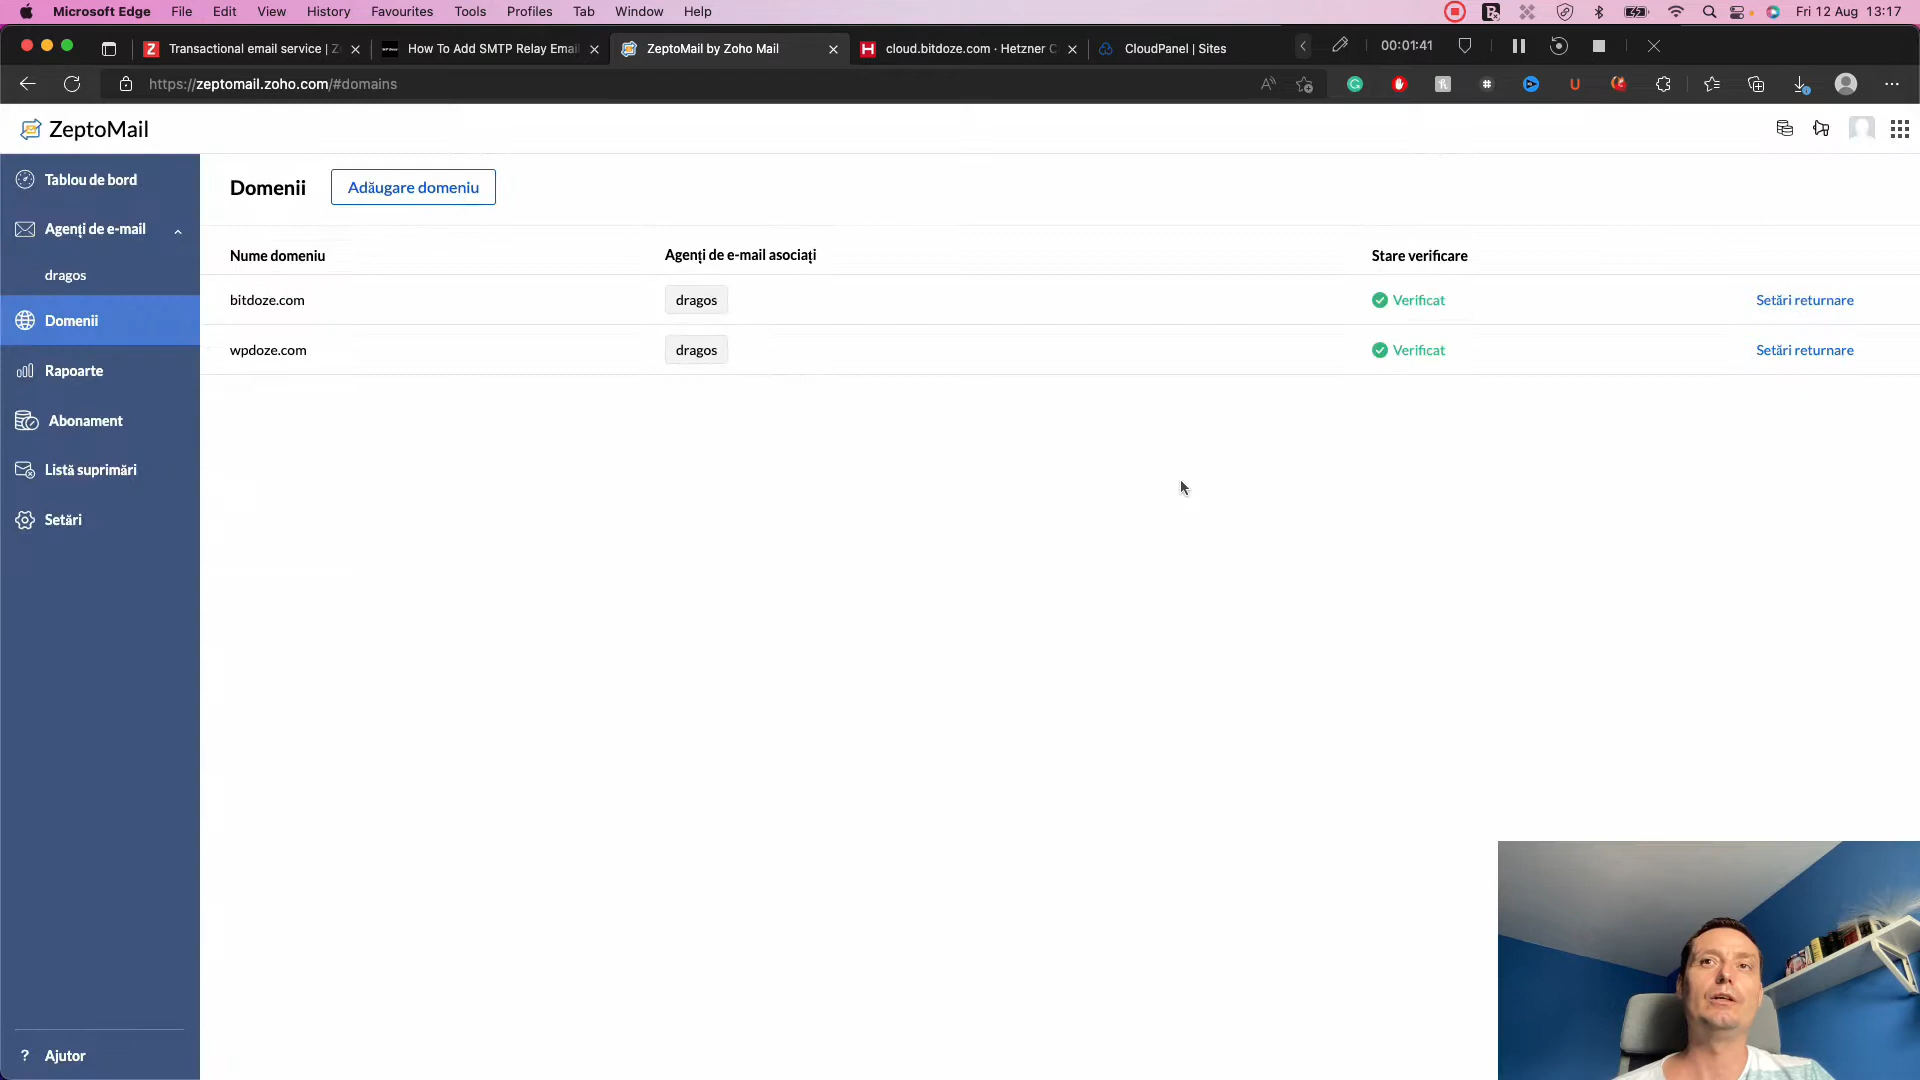 Microsoft Edge File Edit View History Favourites Tools Profiles Tab Window Help Fri 12 Aug 13:17
Transactional email service | Z How To Add SMTP Relay Email ZeptoMail by Zoho Mail cloud.bitdoze.com · Hetzner C CloudPanel | Sites 00:01:41
https://zeptomail.zoho.com/#domains
ZeptoMail
Tablou de bord
Agenți de e-mail
dragos
Domenii
Rapoarte
Abonament
Listă suprimări
Setări
? Ajutor
Domenii Adăugare domeniu
Nume domeniu Agenți de e-mail asociați Stare verificare
bitdoze.com dragos Verificat Setări returnare
wpdoze.com dragos Verificat Setări returnare